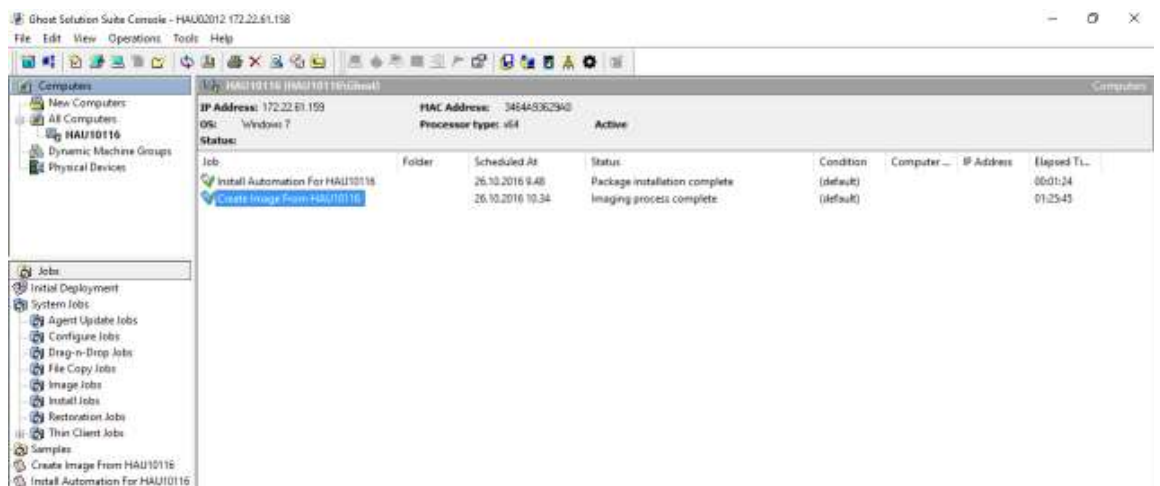 Ghost Solution Suite Console - HAU02012 172.22.61.158
File Edit View Operations Tools Help
Computers
New Computers
All Computers
HAU10116
Dynamic Machine Groups
Physical Devices
HAU10116 (HAU10116\Ghost) Computers
IP Address: 172.22.61.159 MAC Address: 3464A93629A0
OS: Windows 7 Processor type: x64 Active
Status:
Job Folder Scheduled At Status Condition Computer ... IP Address Elapsed Ti...
Install Automation For HAU10116 26.10.2016 9.48 Package installation complete (default) 00:01:24
Create Image From HAU10116 26.10.2016 10.34 Imaging process complete (default) 01:25:45
Jobs
Initial Deployment
System Jobs
Agent Update Jobs
Configure Jobs
Drag-n-Drop Jobs
File Copy Jobs
Image Jobs
Install Jobs
Restoration Jobs
Thin Client Jobs
Samples
Create Image From HAU10116
Install Automation For HAU10116